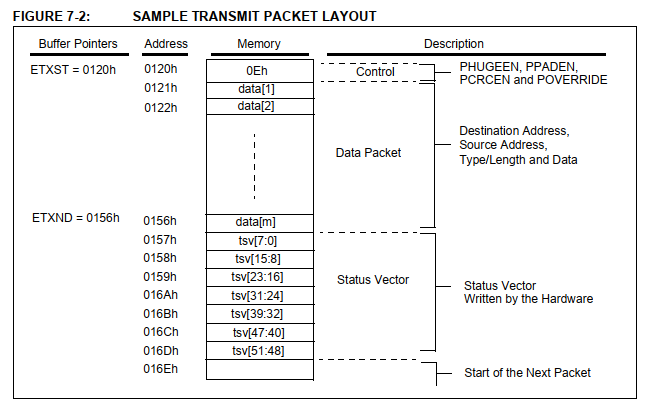 FIGURE 7-2: SAMPLE TRANSMIT PACKET LAYOUT
Buffer Pointers Address Memory Description
ETXST = 0120h 0120h 0Eh Control PHUGEEN, PPADEN,
PCRCEN and POVERRIDE
0121h data[1]
0122h data[2]
Destination Address,
Source Address,
Type/Length and Data
Data Packet
ETXND = 0156h 0156h data[m]
0157h tsv[7:0]
0158h tsv[15:8]
0159h tsv[23:16] Status Vector Status Vector
016Ah tsv[31:24] Written by the Hardware
016Bh tsv[39:32]
016Ch tsv[47:40]
016Dh tsv[51:48]
016Eh Start of the Next Packet